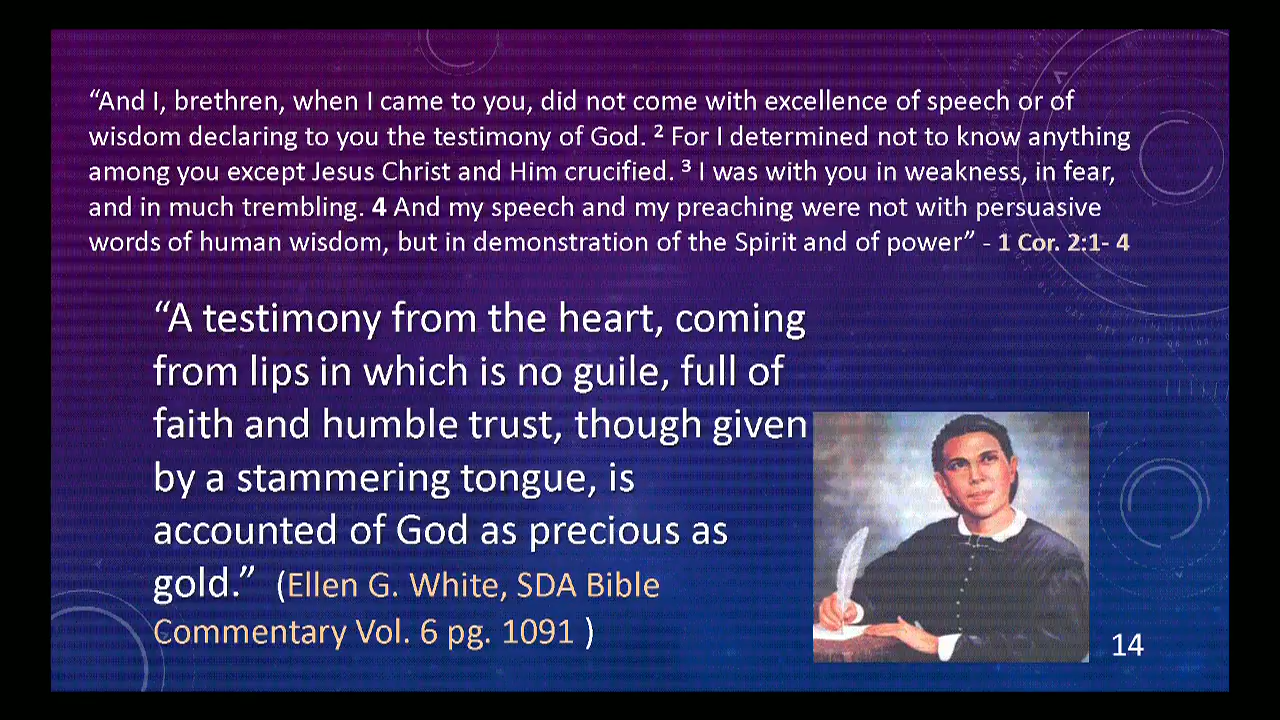 “And I, brethren, when I came to you, did not come with excellence of speech or of
wisdom declaring to you the testimony of God. ² For I determined not to know anything
among you except Jesus Christ and Him crucified. ³ I was with you in weakness, in fear,
and in much trembling. 4 And my speech and my preaching were not with persuasive
words of human wisdom, but in demonstration of the Spirit and of power” - 1 Cor. 2:1- 4
“A testimony from the heart, coming
from lips in which is no guile, full of
faith and humble trust, though given
by a stammering tongue, is
accounted of God as precious as
gold.” (Ellen G. White, SDA Bible
Commentary Vol. 6 pg. 1091 )
14